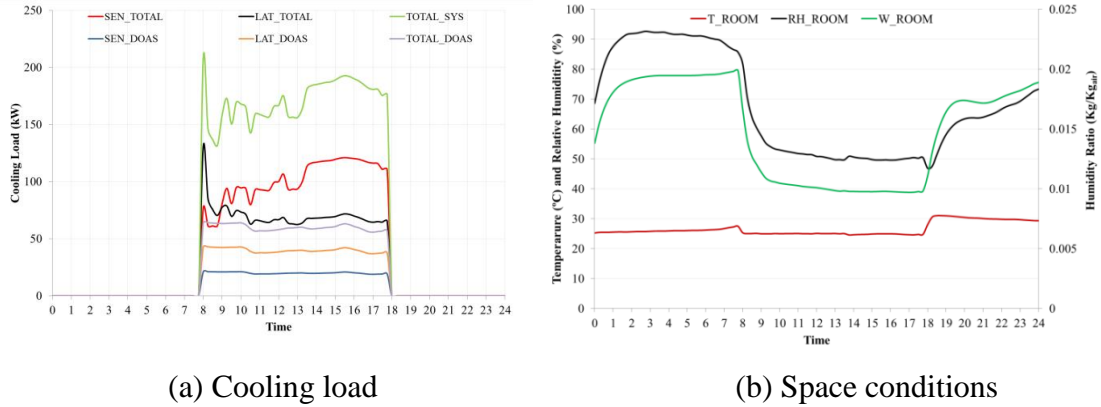 SEN_TOTAL LAT_TOTAL TOTAL_SYS
SEN_DOAS LAT_DOAS TOTAL_DOAS
250
200
150
100
50
0
Cooling Load (kW)
0 1 2 3 4 5 6 7 8 9 10 11 12 13 14 15 16 17 18 19 20 21 22 23 24
Time
(a) Cooling load
T_ROOM RH_ROOM W_ROOM
100
90
80
70
60
50
40
30
20
10
0
Temperarure (°C) and Relative Humiditity (%)
0.025
0.020
0.015
0.010
0.005
0.000
Humidity Ratio (Kg/Kgair)
0 1 2 3 4 5 6 7 8 9 10 11 12 13 14 15 16 17 18 19 20 21 22 23 24
Time
(b) Space conditions